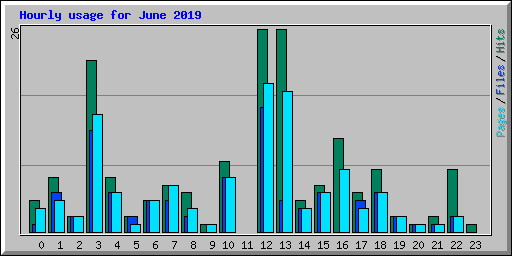 Hourly usage for June 2019
26
Pages/Files/Hits
0 1 2 3 4 5 6 7 8 9 10 11 12 13 14 15 16 17 18 19 20 21 22 23